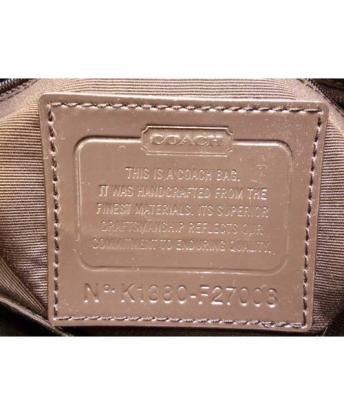 COACH
THIS IS A COACH BAG.
IT WAS HANDCRAFTED FROM THE
FINEST MATERIALS. ITS SUPERIOR
CRAFTSMANSHIP REFLECTS OUR
COMMITMENT TO ENDURING QUALITY.
Nº· K1380-F27003